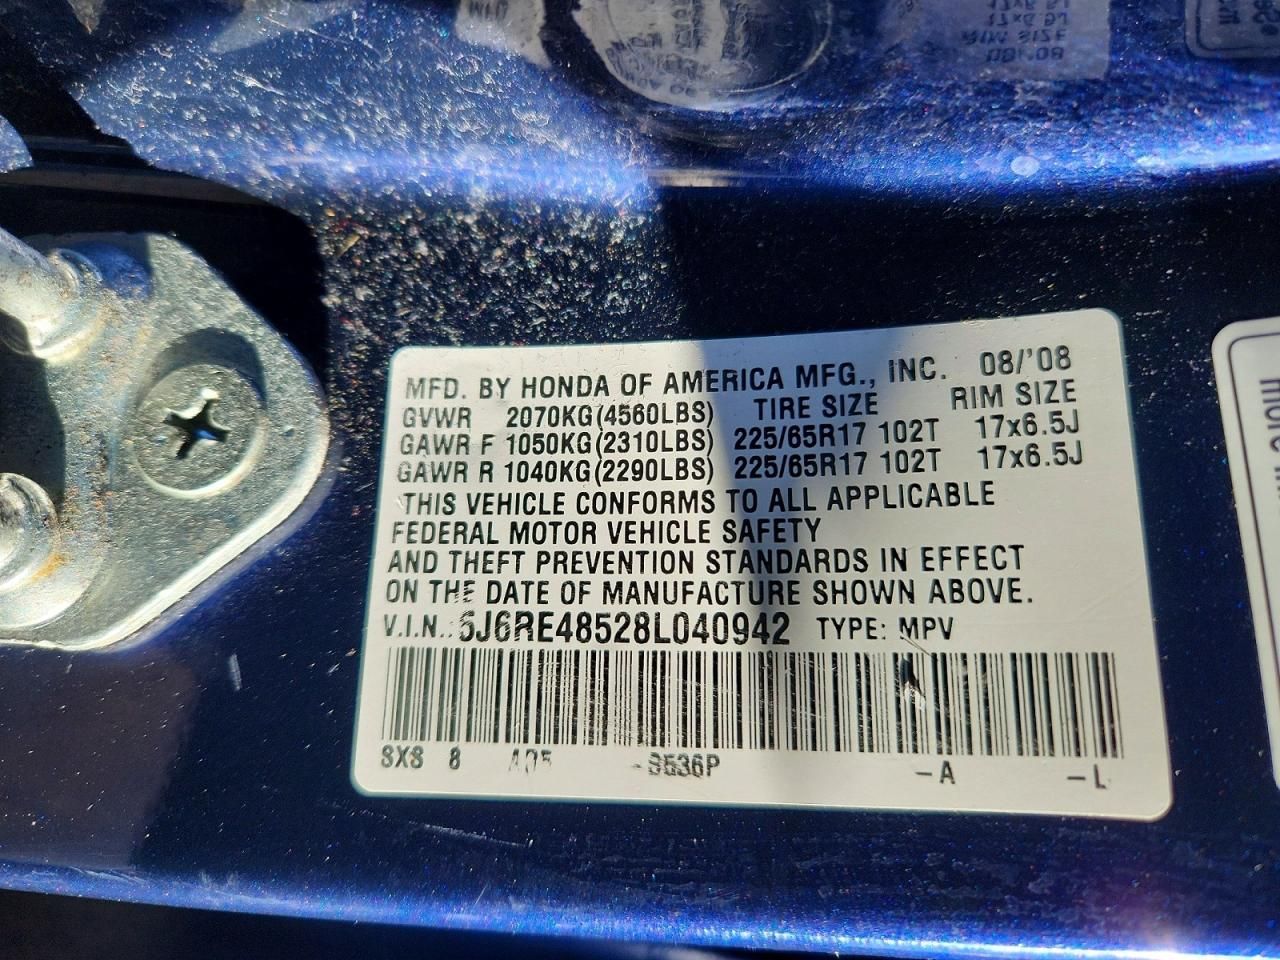 MFD. BY HONDA OF AMERICA MFG., INC. 08/'08
GVWR 2070KG(4560LBS) TIRE SIZE RIM SIZE
GAWR F 1050KG(2310LBS) 225/65R17 102T 17x6.5J
GAWR R 1040KG(2290LBS) 225/65R17 102T 17x6.5J
THIS VEHICLE CONFORMS TO ALL APPLICABLE
FEDERAL MOTOR VEHICLE SAFETY
AND THEFT PREVENTION STANDARDS IN EFFECT
ON THE DATE OF MANUFACTURE SHOWN ABOVE.
V.I.N.: 5J6RE48528L040942 TYPE: MPV
SXS 8 -A -L